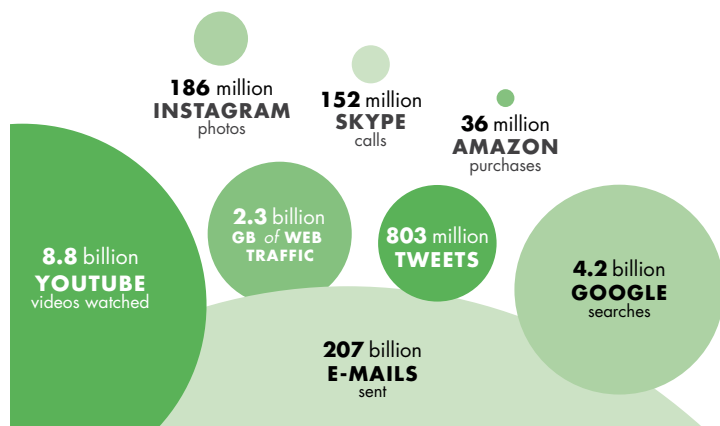 186 million
INSTAGRAM
photos
152 million
SKYPE
calls
36 million
AMAZON
purchases
8.8 billion
YOUTUBE
videos watched
2.3 billion
GB of WEB
TRAFFIC
803 million
TWEETS
4.2 billion
GOOGLE
searches
207 billion
E-MAILS
sent